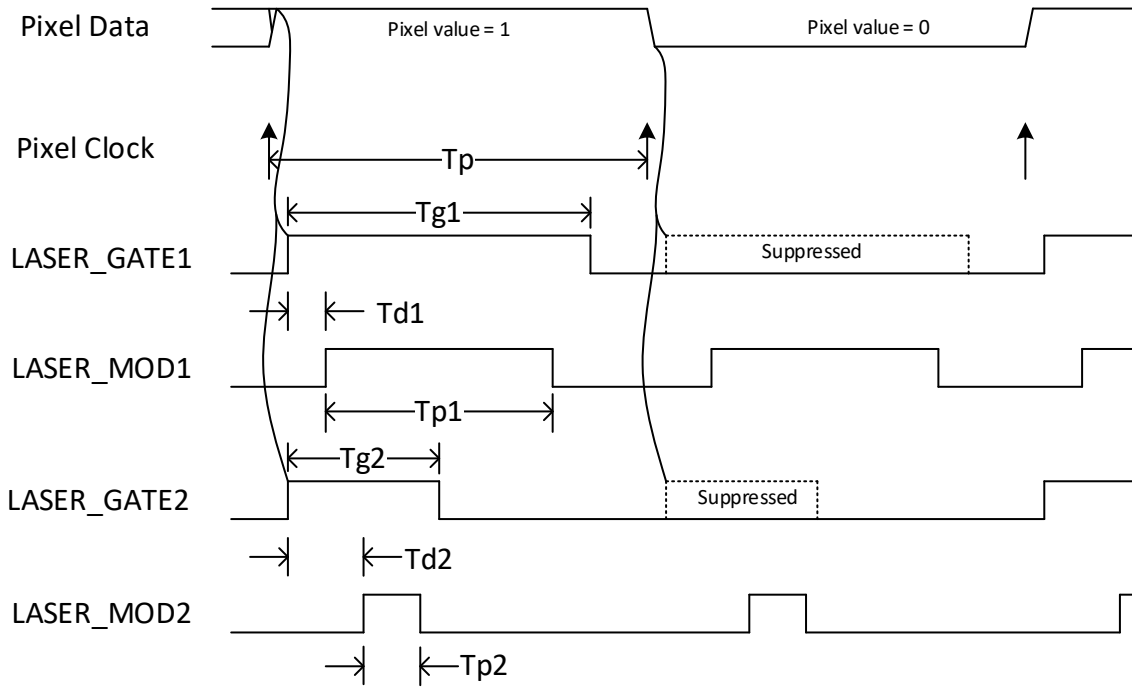 Pixel Data
Pixel value = 1
Pixel value = 0
Pixel Clock
Tp
Tg1
LASER_GATE1
Suppressed
Td1
LASER_MOD1
Tp1
Tg2
LASER_GATE2
Suppressed
Td2
LASER_MOD2
Tp2